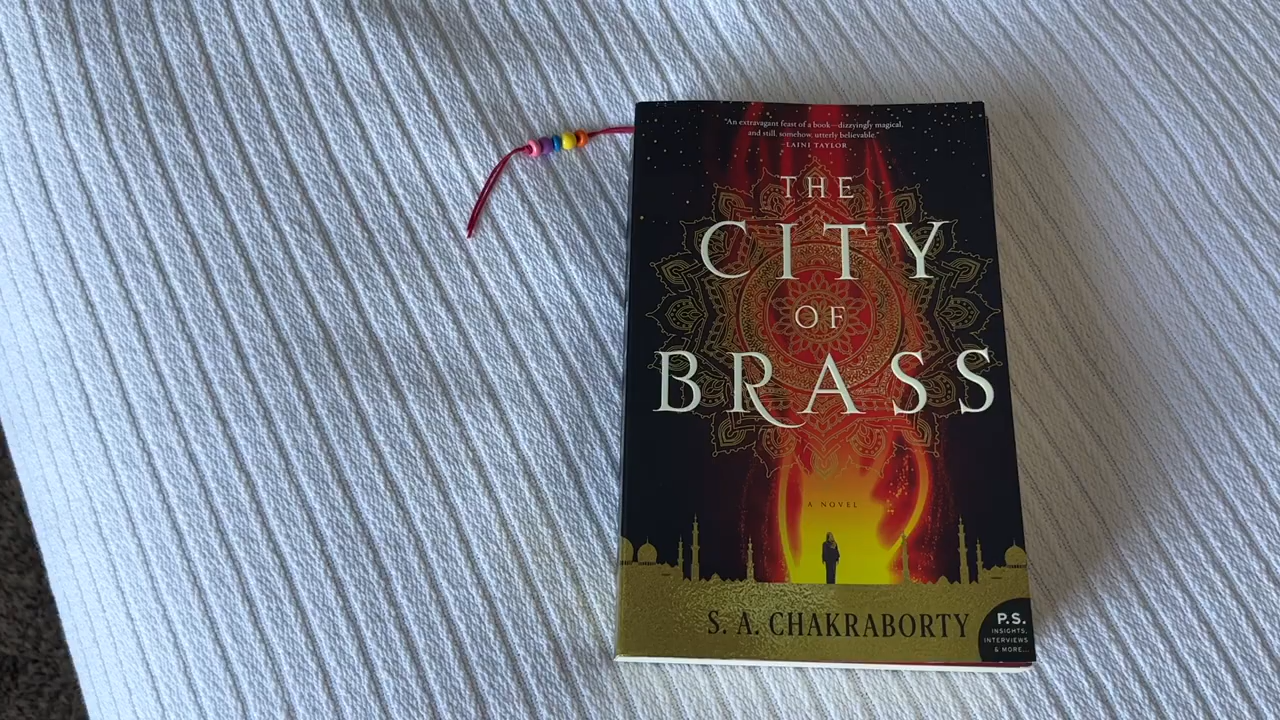 "An extravagant feast of a book—dizzyingly magical,
and still, somehow, utterly believable."
—LAINI TAYLOR
THE
CITY
OF
BRASS
A NOVEL
S. A. CHAKRABORTY
P.S.
INSIGHTS,
INTERVIEWS
& MORE...